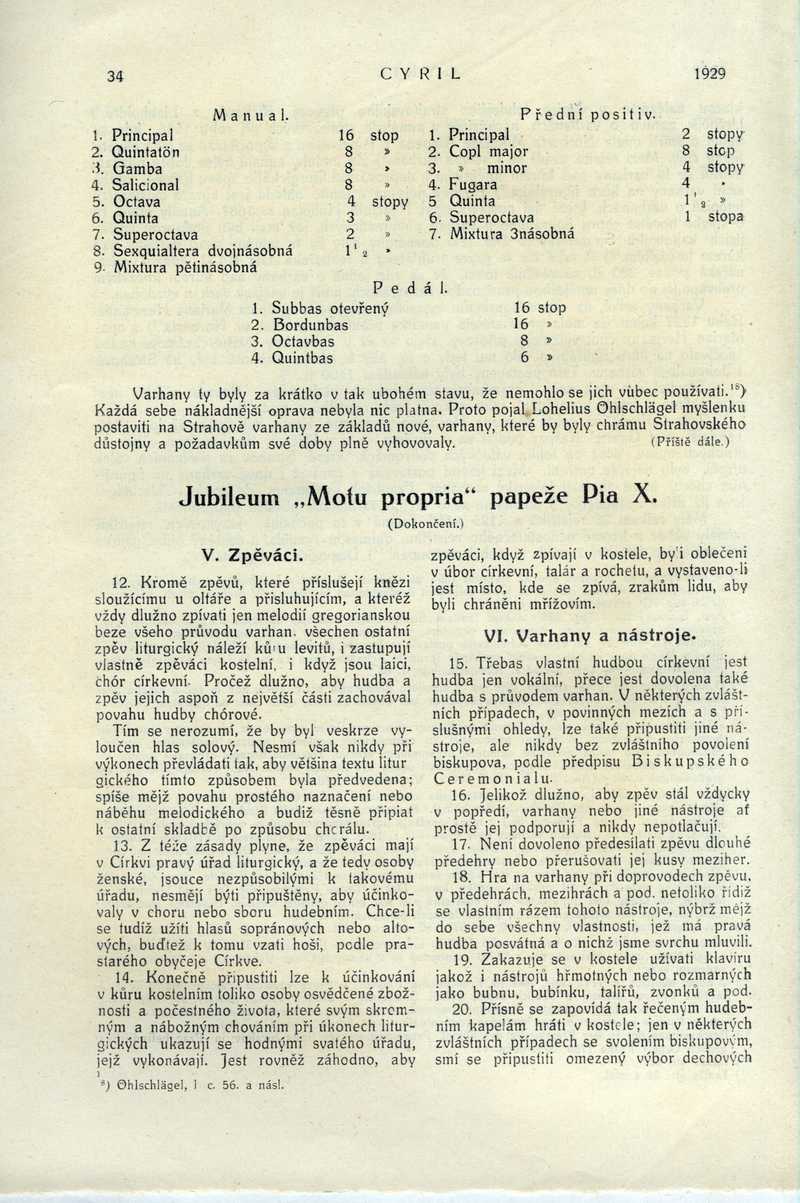 34
CYRIL
1929
Manual.
1. Principal 16 stop
2. Quintatön 8 »
3. Gamba 8 »
4. Salicional 8 »
5. Octava 4 stopy
6. Quinta 3 »
7. Superoctava 2 »
8. Sexquialtera dvojnásobná 1¹₂ »
9. Mixtura pětinásobná
Přední positiv.
1. Principal 2 stopy
2. Copl major 8 stop
3. » minor 4 stopy
4. Fugara 4 »
5 Quinta 1¹₂ »
6. Superoctava 1 stopa
7. Mixtura 3násobná
Pedál.
1. Subbas otevřený 16 stop
2. Bordunbas 16 »
3. Octavbas 8 »
4. Quintbas 6 »
Varhany ty byly za krátko v tak ubohém stavu, že nemohlo se jich vůbec používati.¹⁸)
Každá sebe nákladnější oprava nebyla nic platna. Proto pojal Lohelius Ohlschlägel myšlenku
postaviti na Strahově varhany ze základů nové, varhany, které by byly chrámu Strahovského
důstojny a požadavkům své doby plně vyhovovaly. (Příště dále.)
Jubileum „Motu propria“ papeže Pia X.
(Dokončení.)
V. Zpěváci.
12. Kromě zpěvů, které příslušejí knězi
sloužícímu u oltáře a přisluhujícím, a kteréž
vždy dlužno zpívati jen melodií gregorianskou
beze všeho průvodu varhan. všechen ostatní
zpěv liturgický náleží kůru levitů, i zastupují
vlastně zpěváci kostelní, i když jsou laici,
chór církevní. Pročež dlužno, aby hudba a
zpěv jejich aspoň z největší části zachovával
povahu hudby chórové.
Tím se nerozumí, že by byl veskrze vy-
loučen hlas solový. Nesmí však nikdy při
výkonech převládati tak, aby většina textu litur
gického tímto způsobem byla předvedena;
spíše mějž povahu prostého naznačení nebo
náběhu melodického a budiž těsně připiat
k ostatní skladbě po způsobu chorálu.
13. Z téže zásady plyne, že zpěváci mají
v Církvi pravý úřad liturgický, a že tedy osoby
ženské, jsouce nezpůsobilými k takovému
úřadu, nesmějí býti připuštěny, aby účinko-
valy v choru nebo sboru hudebním. Chce-li
se tudíž užíti hlasů sopránových nebo alto-
vých, buďtež k tomu vzati hoši, podle pra-
starého obyčeje Církve.
14. Konečně připustiti lze k účinkování
v kůru kostelním toliko osoby osvědčené zbož-
nosti a počestného života, které svým skrom-
ným a nábožným chováním při úkonech litur-
gických ukazují se hodnými svatého úřadu,
jejž vykonávají. Jest rovněž záhodno, aby
¹⁸) Ohlschlägel, l c. 56. a násl.
zpěváci, když zpívají v kostele, byli oblečeni
v úbor církevní, talár a rochetu, a vystaveno-li
jest místo, kde se zpívá, zrakům lidu, aby
byli chráněni mřížovím.
VI. Varhany a nástroje.
15. Třebas vlastní hudbou církevní jest
hudba jen vokální, přece jest dovolena také
hudba s průvodem varhan. V některých zvlášt-
ních případech, v povinných mezích a s pří-
slušnými ohledy, lze také připustiti jiné ná-
stroje, ale nikdy bez zvláštního povolení
biskupova, podle předpisu Biskupského
Ceremonialu.
16. Jelikož dlužno, aby zpěv stál vždycky
v popředí, varhany nebo jiné nástroje ať
prostě jej podporují a nikdy nepotlačují.
17. Není dovoleno předesílati zpěvu dlouhé
předehry nebo přerušovati jej kusy meziher.
18. Hra na varhany při doprovodech zpěvu,
v předehrách, mezihrách a pod. netoliko řídiž
se vlastním rázem tohoto nástroje, nýbrž mějž
do sebe všechny vlastnosti, jež má pravá
hudba posvátná a o nichž jsme svrchu mluvili.
19. Zakazuje se v kostele užívati klavíru
jakož i nástrojů hřmotných nebo rozmarných
jako bubnu, bubínku, talířů, zvonků a pod.
20. Přísně se zapovídá tak řečeným hudeb-
ním kapelám hráti v kostele; jen v některých
zvláštních případech se svolením biskupovým,
smí se připustiti omezený výbor dechových